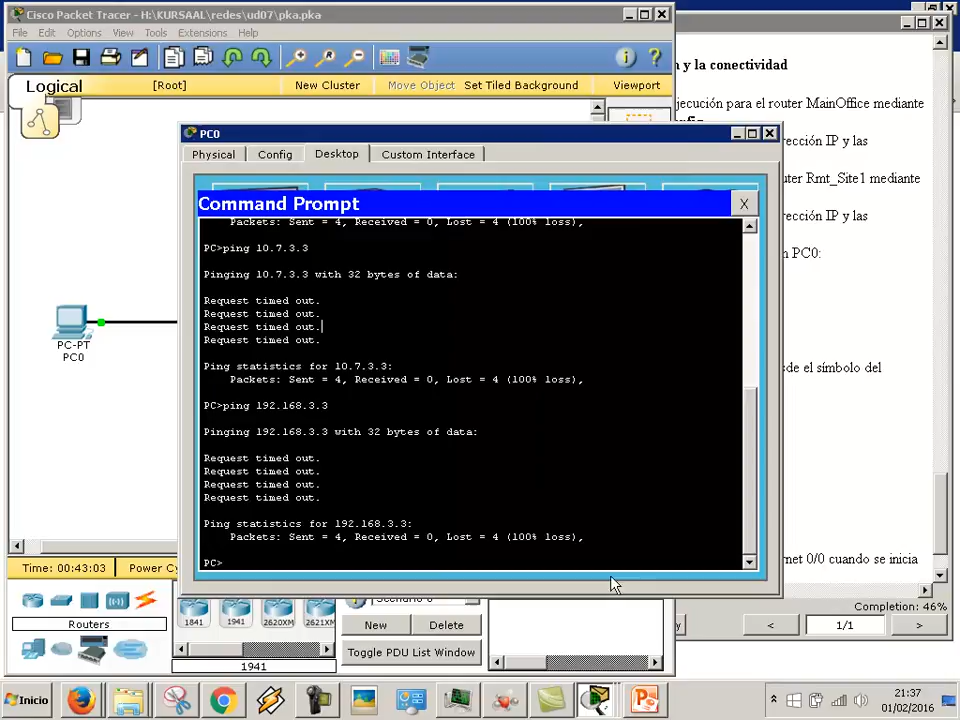 Cisco Packet Tracer - H:\KURSAAL\redes\ud07\pka.pka
File Edit Options View Tools Extensions Help
Logical [Root] New Cluster Move Object Set Tiled Background Viewport
n y la conectividad
jecución para el router MainOffice mediante
rección IP y las
uter Rmt_Site1 mediante
rección IP y las
n PC0:
sde el símbolo del
rnet 0/0 cuando se inicia
Completion: 46%
< 1/1 >
PC0
Physical Config Desktop Custom Interface
Command Prompt X
Packets: Sent = 4, Received = 0, Lost = 4 (100% loss),
PC>ping 10.7.3.3
Pinging 10.7.3.3 with 32 bytes of data:
Request timed out.
Request timed out.
Request timed out.
Request timed out.
Ping statistics for 10.7.3.3:
Packets: Sent = 4, Received = 0, Lost = 4 (100% loss),
PC>ping 192.168.3.3
Pinging 192.168.3.3 with 32 bytes of data:
Request timed out.
Request timed out.
Request timed out.
Request timed out.
Ping statistics for 192.168.3.3:
Packets: Sent = 4, Received = 0, Lost = 4 (100% loss),
PC>
PC-PT
PC0
Time: 00:43:03 Power Cy
Routers
1841 1941 2620XM 2621XM
1941
New Delete
Toggle PDU List Window
Inicio
21:37
01/02/2016